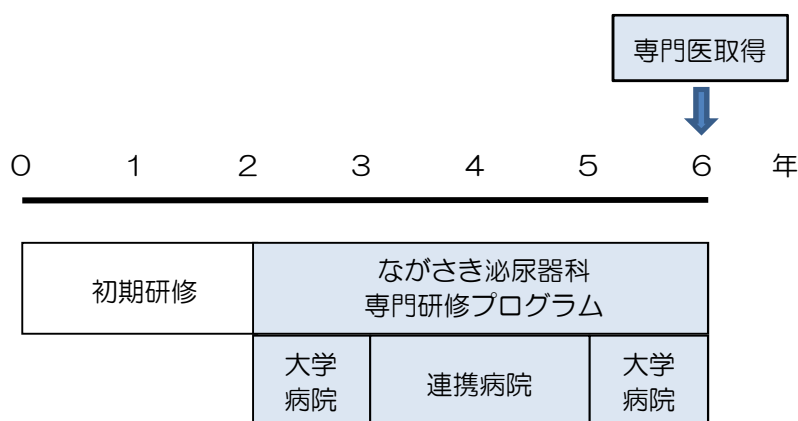 専門医取得
0 1 2 3 4 5 6 年
初期研修
ながさき泌尿器科
専門研修プログラム
大学
病院
連携病院
大学
病院